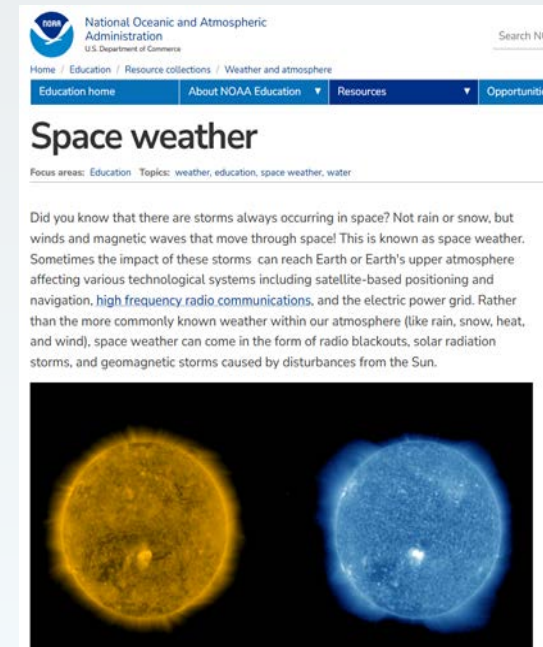 NOAA
National Oceanic and Atmospheric
Administration
U.S. Department of Commerce
Search
Home / Education / Resource collections / Weather and atmosphere
Education home
About NOAA Education ▼
Resources ▼
Space weather
Focus areas: Education Topics: weather, education, space weather, water
Did you know that there are storms always occurring in space? Not rain or snow, but
winds and magnetic waves that move through space! This is known as space weather.
Sometimes the impact of these storms can reach Earth or Earth's upper atmosphere
affecting various technological systems including satellite-based positioning and
navigation, high frequency radio communications, and the electric power grid. Rather
than the more commonly known weather within our atmosphere (like rain, snow, heat,
and wind), space weather can come in the form of radio blackouts, solar radiation
storms, and geomagnetic storms caused by disturbances from the Sun.